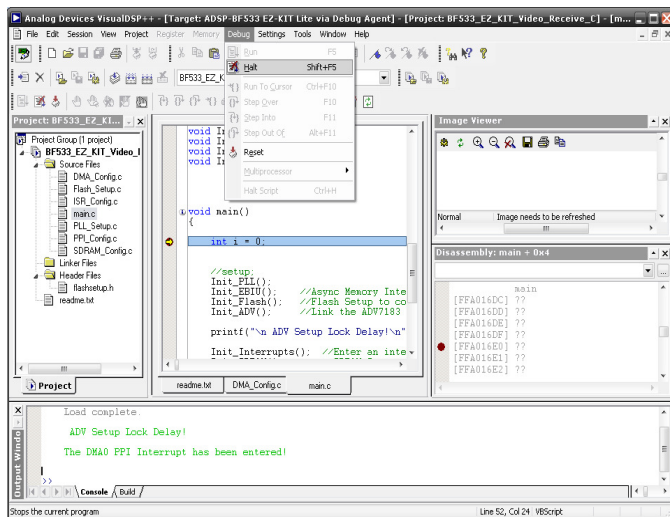 Analog Devices VisualDSP++ - [Target: ADSP-BF533 EZ-KIT Lite via Debug Agent] - [Project: BF533_EZ_KIT_Video_Receive_C] - [m...
File Edit Session View Project Register Memory Debug Settings Tools Window Help
BF533_EZ_K
Run F5
Halt Shift+F5
Run To Cursor Ctrl+F10
Step Over F10
Step Into F11
Step Out Of Alt+F11
Reset
Multiprocessor
Halt Script Ctrl+H
Project: BF533_EZ_KI...
Project Group (1 project)
BF533_EZ_KIT_Video_I
Source Files
DMA_Config.c
Flash_Setup.c
ISR_Config.c
main.c
PLL_Setup.c
PPI_Config.c
SDRAM_Config.c
Linker Files
Header Files
flashsetup.h
readme.txt
Project
void I
void I
void I
void I
void main()
{
int i = 0;
//setup;
Init_PLL();
Init_EBIU(); //Async Memory Inte
Init_Flash(); //Flash Setup to co
Init_ADV(); //Link the ADV7183
printf("\n ADV Setup Lock Delay!\n"
Init_Interrupts(); //Enter an inte
readme.txt DMA_Config.c main.c
Image Viewer
Normal Image needs to be refreshed
Disassembly: main + 0x4
main
[FFA016DC] ??
[FFA016DD] ??
[FFA016DE] ??
[FFA016DF] ??
[FFA016E0] ??
[FFA016E1] ??
[FFA016E2] ??
Output Windo
Load complete.
ADV Setup Lock Delay!
The DMA0 PPI Interrupt has been entered!
>>
Console Build
Stops the current program Line 52, Col 24 VBScript